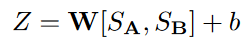 Z = W[S_A, S_B] + b